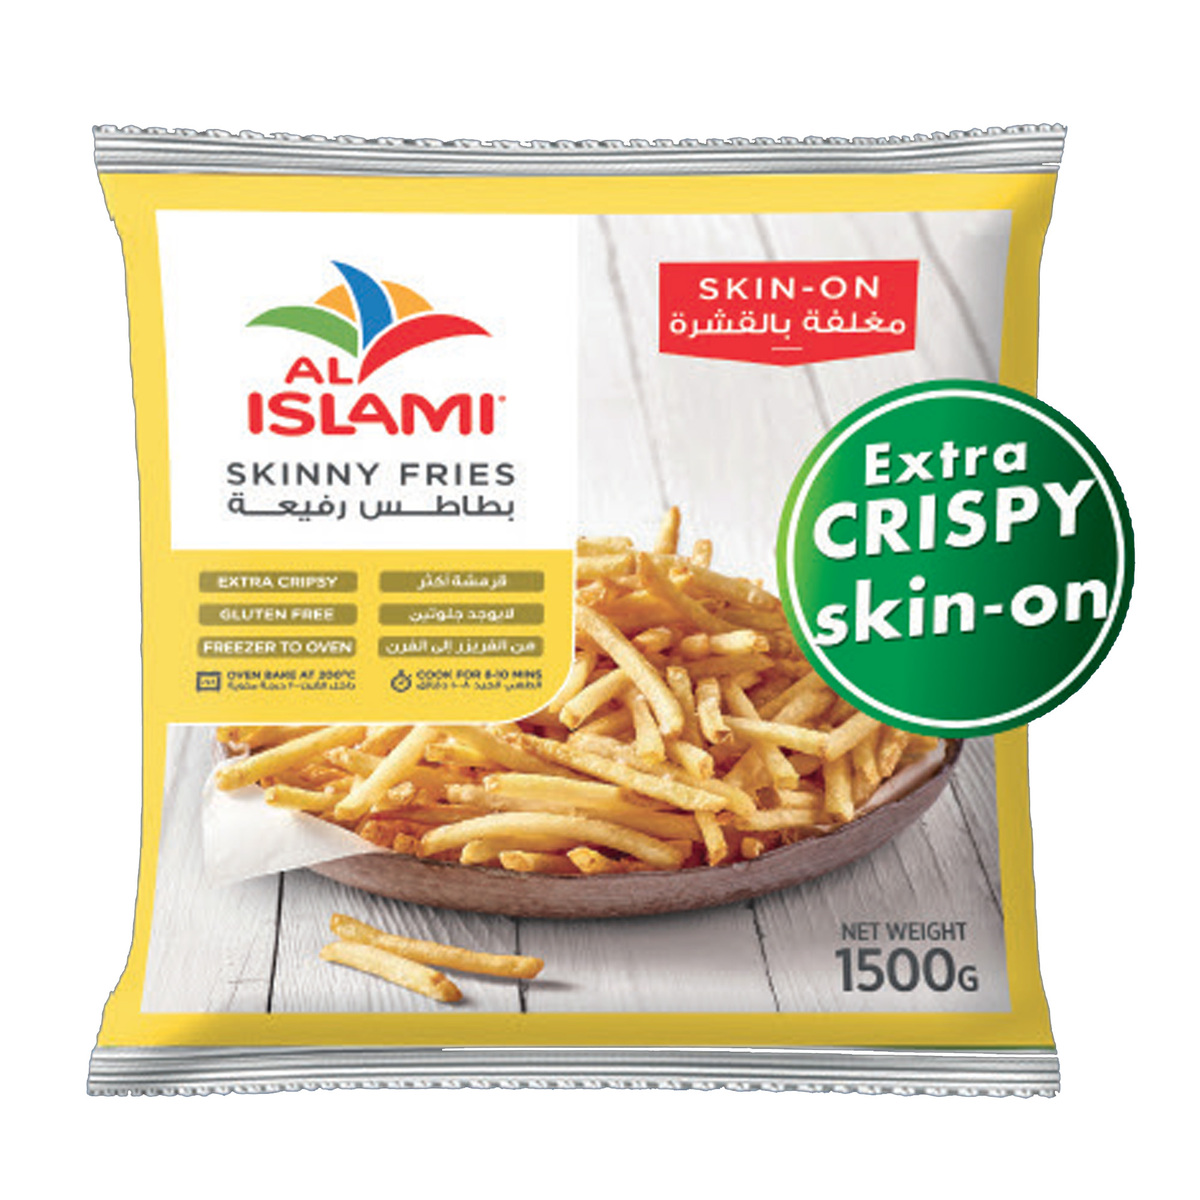 SKIN-ON
مغلفة بالقشرة
AL
ISLAMI
SKINNY FRIES
بطاطس رفيعة
Extra
CRISPY
skin-on
EXTRA CRIPSY
قرمشة أكثر
GLUTEN FREE
لايوجد جلوتين
FREEZER TO OVEN
من الفريزر إلى الفرن
OVEN BAKE AT 200°C
COOK FOR 8-10 MINS
NET WEIGHT
1500G